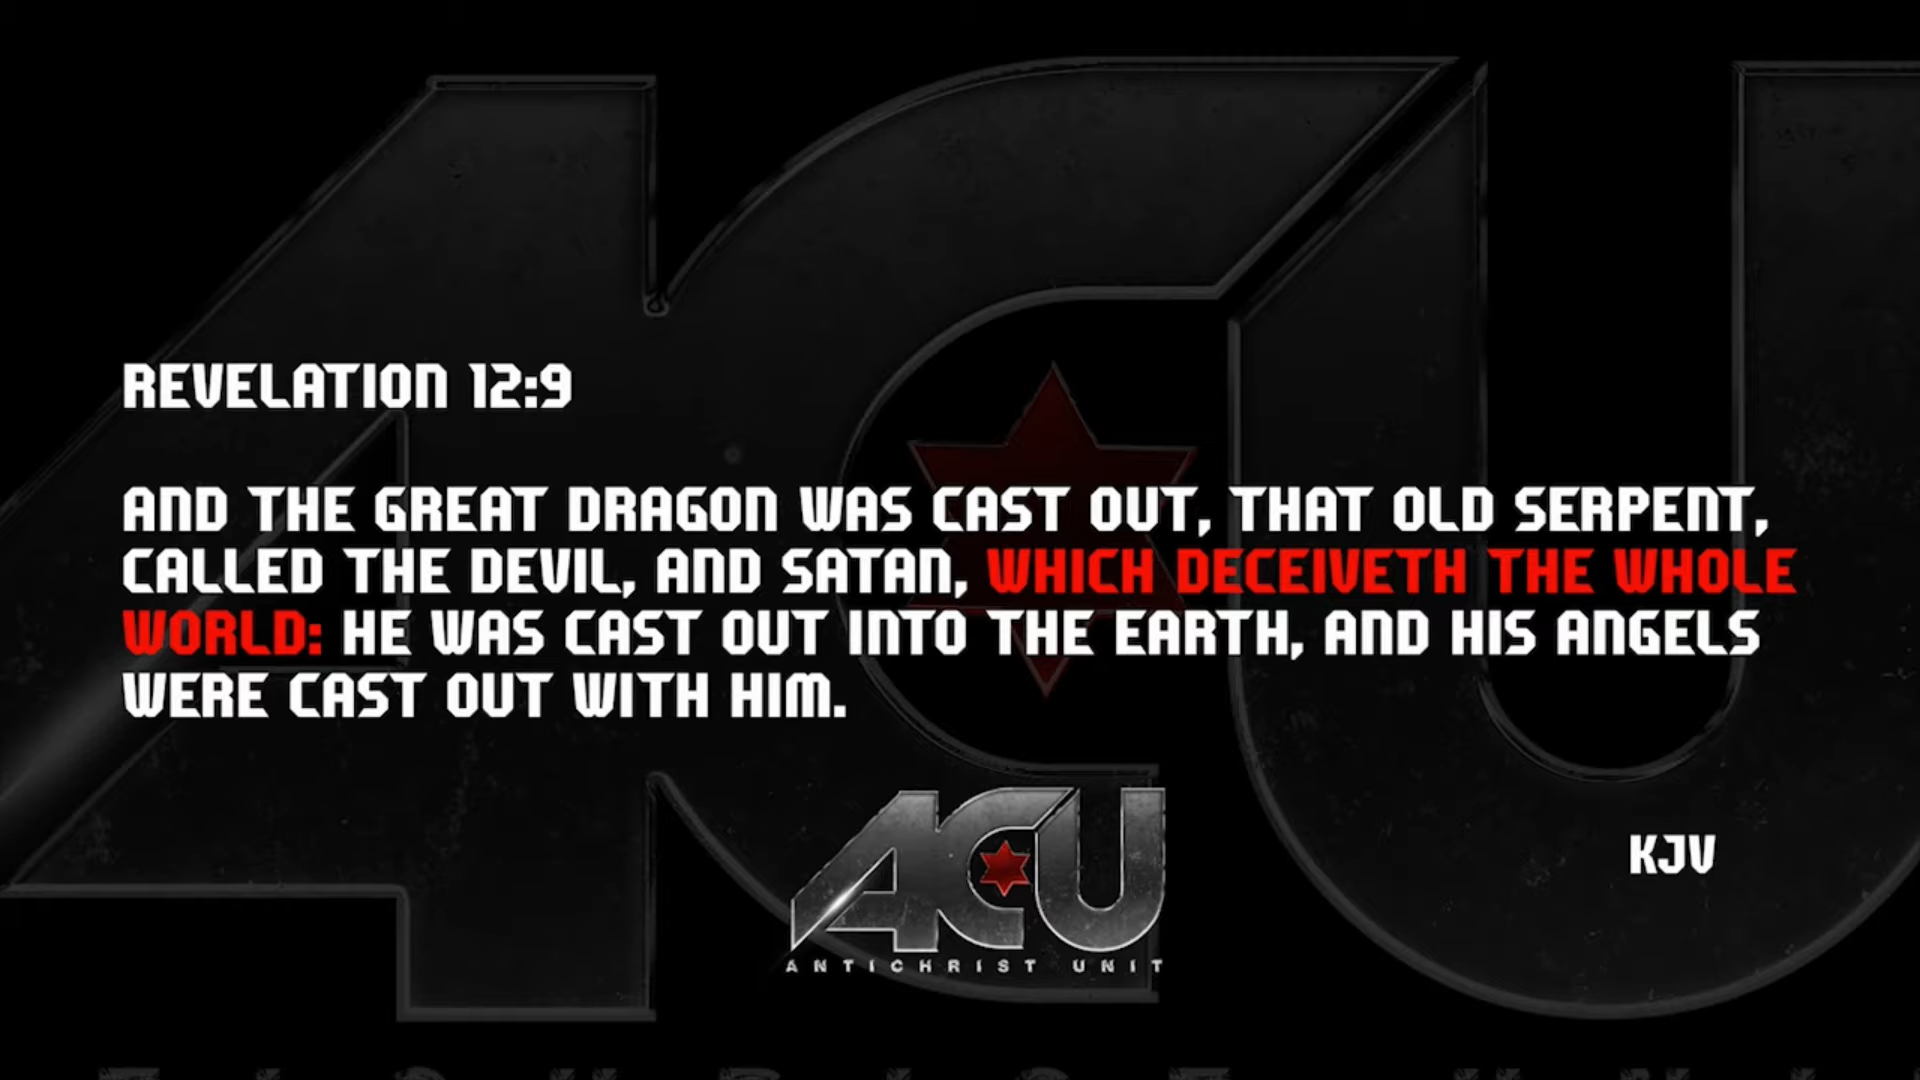 REVELATION 12:9
AND THE GREAT DRAGON WAS CAST OUT, THAT OLD SERPENT,
CALLED THE DEVIL, AND SATAN, WHICH DECEIVETH THE WHOLE
WORLD: HE WAS CAST OUT INTO THE EARTH, AND HIS ANGELS
WERE CAST OUT WITH HIM.
KJV
ACU
ANTICHRIST UNIT
ACU